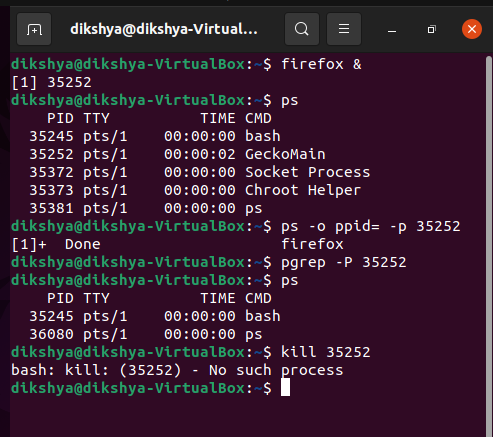 dikshya@dikshya-Virtual...
dikshya@dikshya-VirtualBox:~$ firefox &
[1] 35252
dikshya@dikshya-VirtualBox:~$ ps
    PID TTY          TIME CMD
  35245 pts/1    00:00:00 bash
  35252 pts/1    00:00:02 GeckoMain
  35372 pts/1    00:00:00 Socket Process
  35373 pts/1    00:00:00 Chroot Helper
  35381 pts/1    00:00:00 ps
dikshya@dikshya-VirtualBox:~$ ps -o ppid= -p 35252
[1]+  Done                    firefox
dikshya@dikshya-VirtualBox:~$ pgrep -P 35252
dikshya@dikshya-VirtualBox:~$ ps
    PID TTY          TIME CMD
  35245 pts/1    00:00:00 bash
  36080 pts/1    00:00:00 ps
dikshya@dikshya-VirtualBox:~$ kill 35252
bash: kill: (35252) - No such process
dikshya@dikshya-VirtualBox:~$